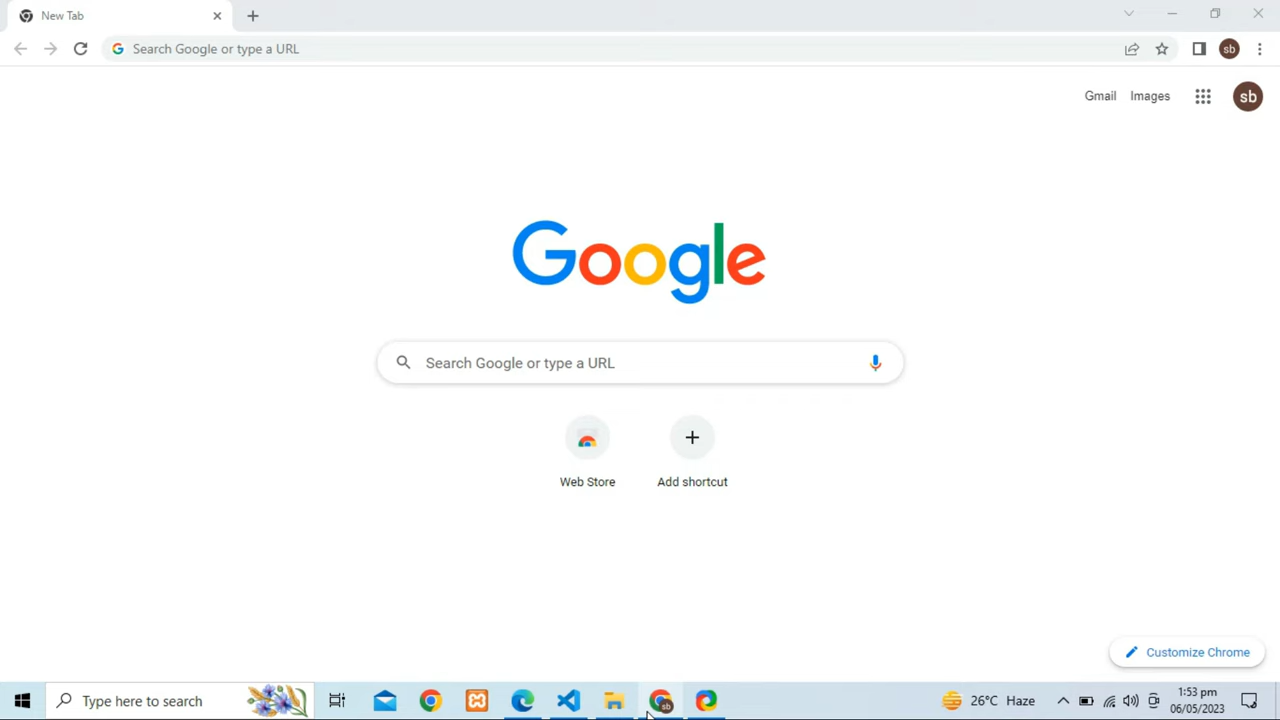 New Tab
Search Google or type a URL
sb
Gmail Images
sb
Google
Search Google or type a URL
Web Store Add shortcut
Customize Chrome
Type here to search
sb
26°C Haze
1:53 pm
06/05/2023